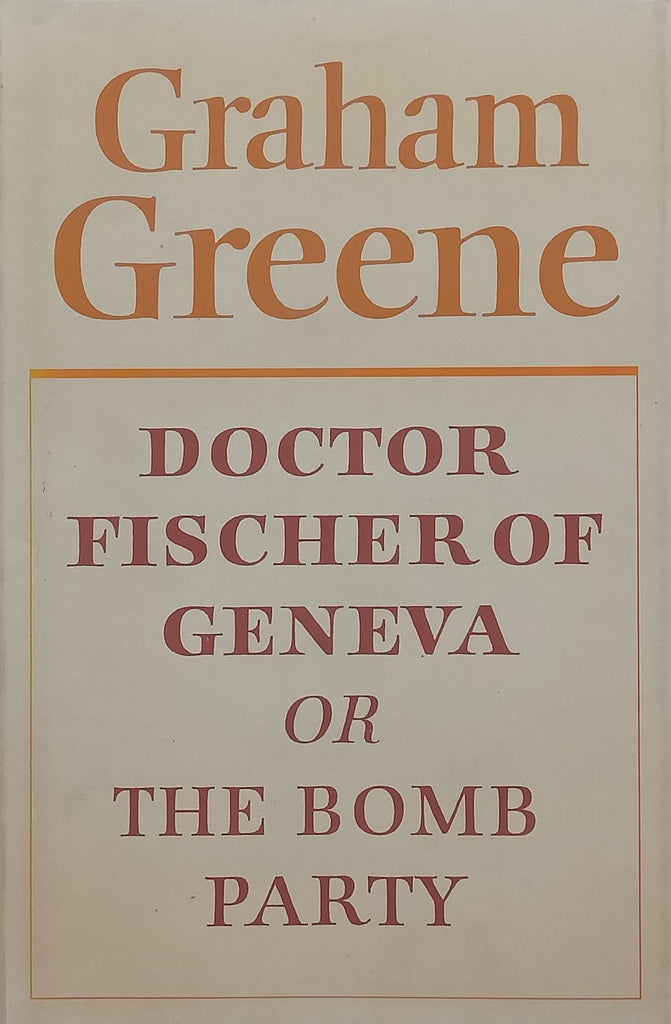 Graham
Greene
DOCTOR
FISCHER OF
GENEVA
OR
THE BOMB
PARTY